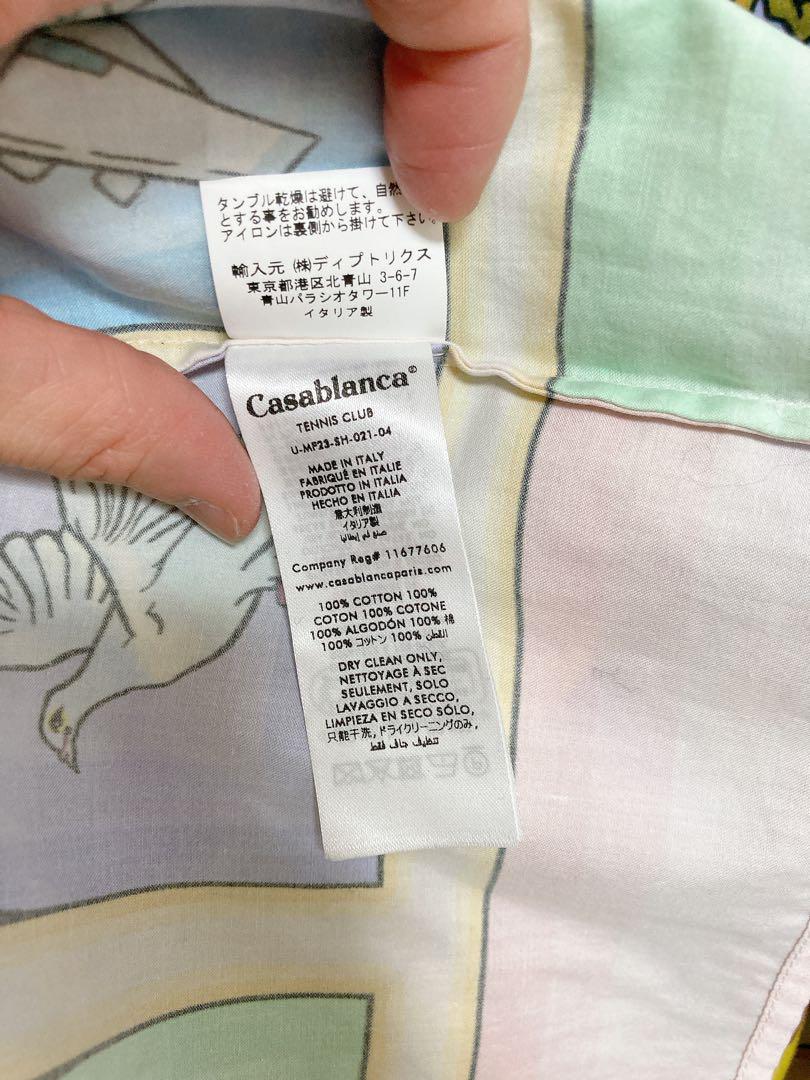 タンブル乾燥は避けて、自然
とする事をお勧めします。
アイロンは裏側から掛けて下さい。
輸入元 (株)ディプトリクス
東京都港区北青山 3-6-7
青山パラシオタワー11F
イタリア製
Casablanca®
TENNIS CLUB
U-MP23-SH-021-04
MADE IN ITALY
FABRIQUÉ EN ITALIE
PRODOTTO IN ITALIA
HECHO EN ITALIA
意大利制造
イタリア製
صنع في إيطاليا
Company Reg# 11677606
www.casablancaparis.com
100% COTTON 100%
COTON 100% COTONE
100% ALGODÓN 100% 棉
100% コットン 100% القطن
DRY CLEAN ONLY,
NETTOYAGE À SEC
SEULEMENT, SOLO
LAVAGGIO A SECCO,
LIMPIEZA EN SECO SÓLO,
只能干洗, ドライクリーニングのみ,
تنظيف جاف فقط